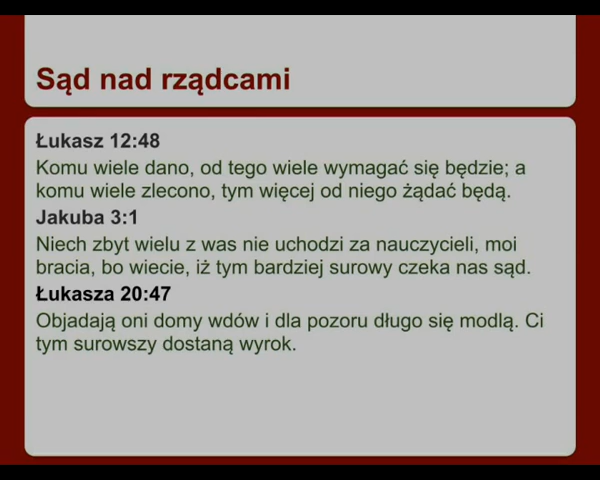 Sąd nad rządcami
Łukasz 12:48
Komu wiele dano, od tego wiele wymagać się będzie; a
komu wiele zlecono, tym więcej od niego żądać będą.
Jakuba 3:1
Niech zbyt wielu z was nie uchodzi za nauczycieli, moi
bracia, bo wiecie, iż tym bardziej surowy czeka nas sąd.
Łukasza 20:47
Objadają oni domy wdów i dla pozoru długo się modlą. Ci
tym surowszy dostaną wyrok.